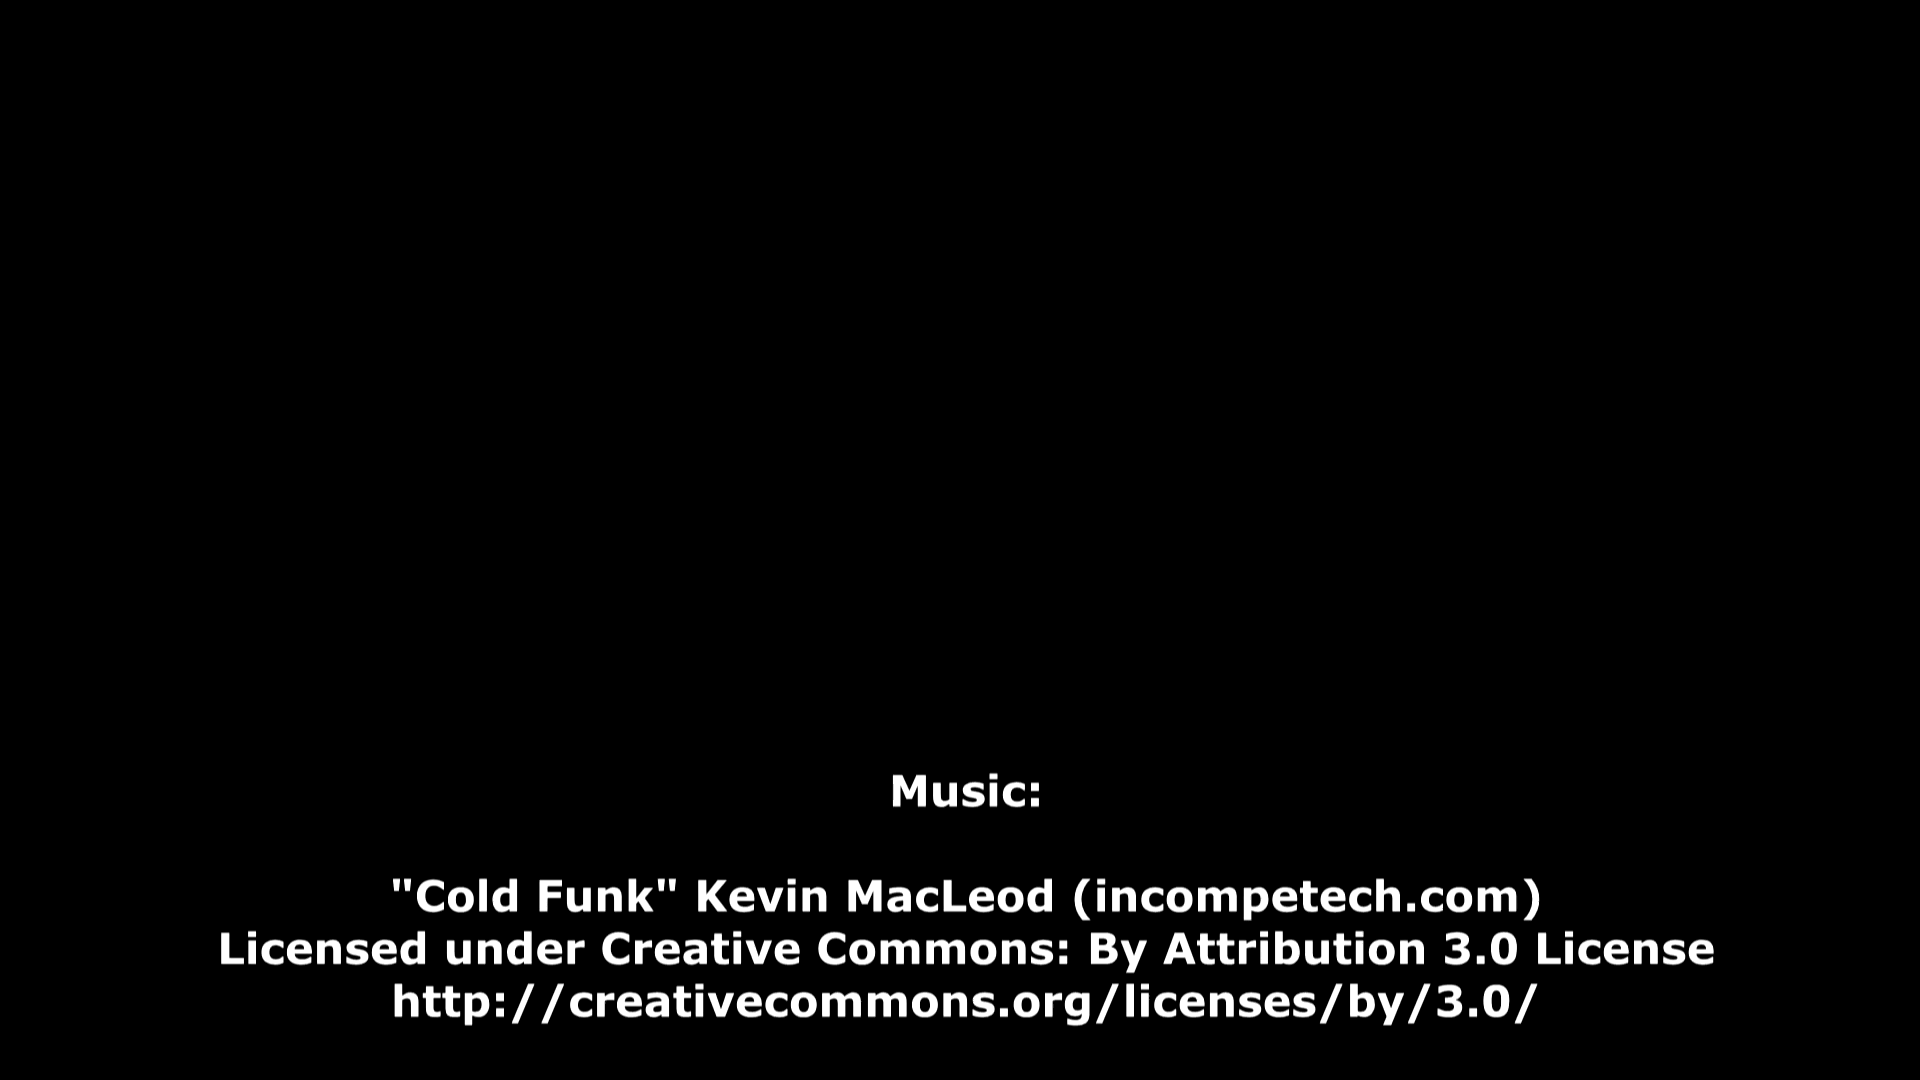 Music:
"Cold Funk" Kevin MacLeod (incompetech.com)
Licensed under Creative Commons: By Attribution 3.0 License
http://creativecommons.org/licenses/by/3.0/